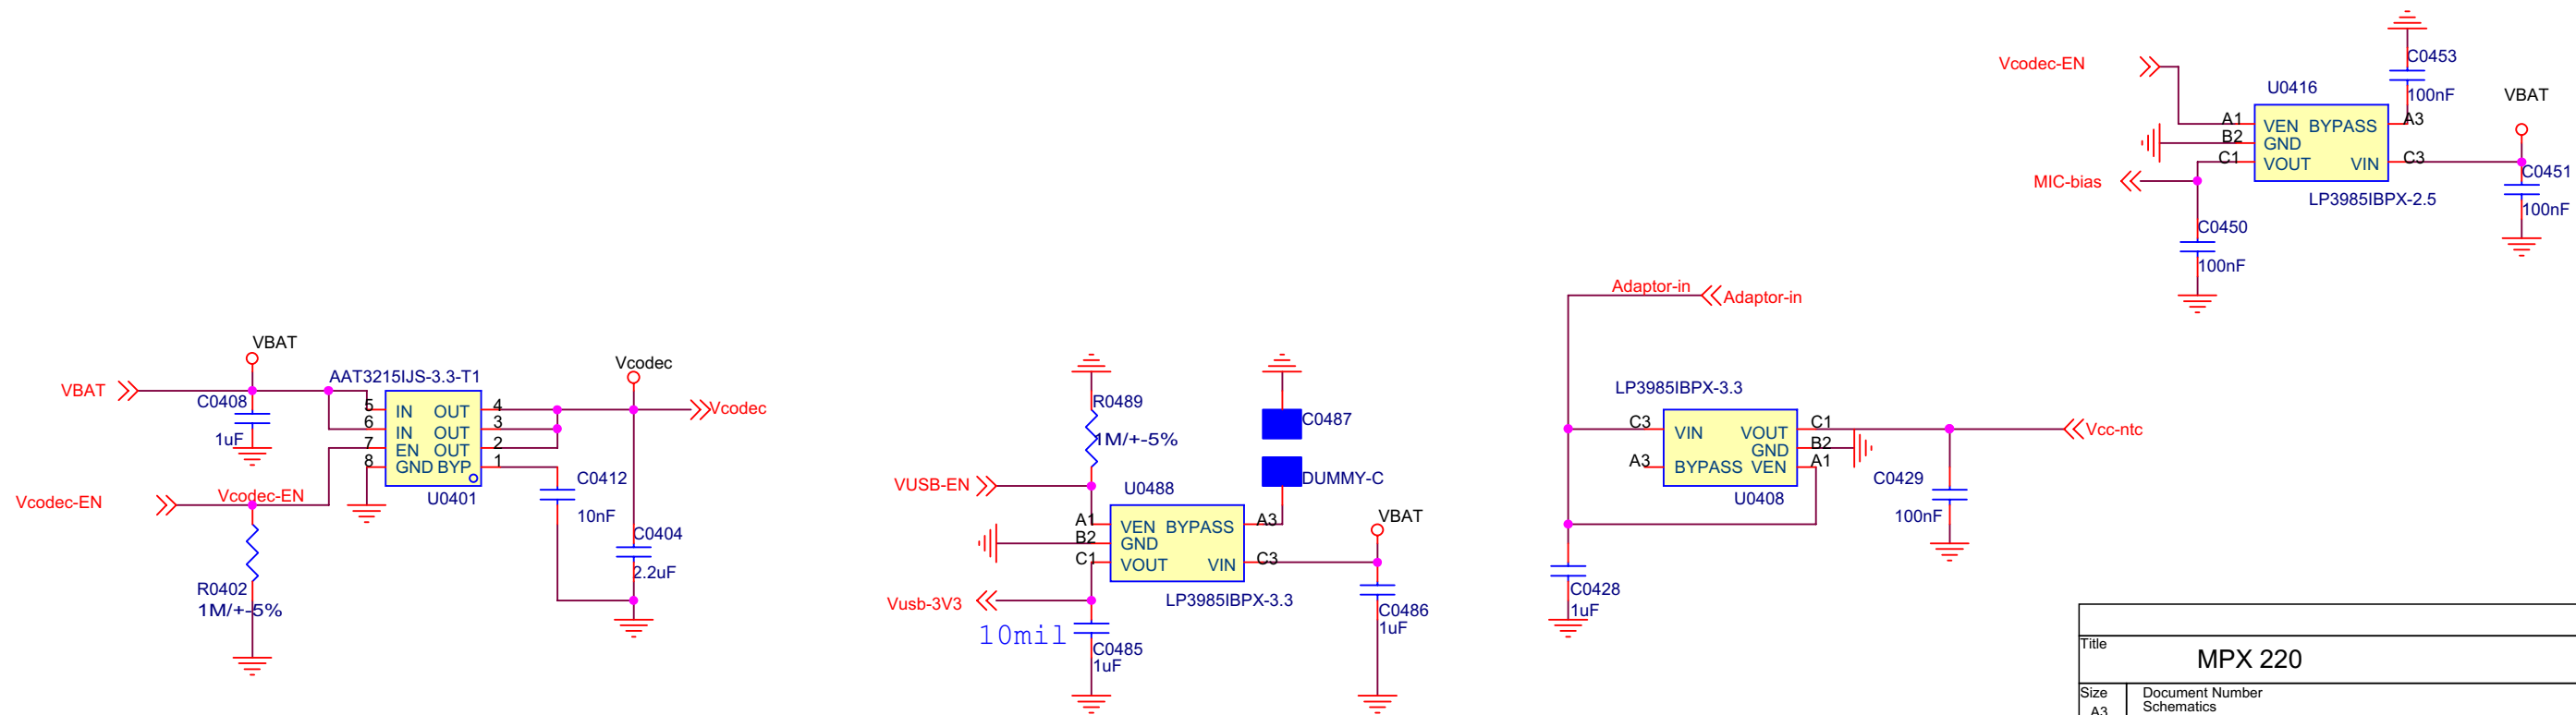 Vcodec-EN
U0416
C0453
100nF
VBAT
A1
B2
C1
VEN BYPASS
GND
VOUT VIN
A3
C3
LP3985IBPX-2.5
MIC-bias
C0451
100nF
C0450
100nF
VBAT
VBAT
C0408
1uF
AAT3215IJS-3.3-T1
5
6
7
8
IN OUT
IN OUT
EN OUT
GND BYP
4
3
2
1
U0401
Vcodec
Vcodec
Vcodec-EN
Vcodec-EN
R0402
1M/+-5%
C0412
10nF
C0404
2.2uF
R0489
1M/+-5%
C0487
DUMMY-C
VUSB-EN
U0488
A1
B2
C1
VEN BYPASS
GND
VOUT VIN
A3
C3
VBAT
LP3985IBPX-3.3
Vusb-3V3
10mil
C0485
1uF
C0486
1uF
Adaptor-in
Adaptor-in
LP3985IBPX-3.3
C3
A3
VIN VOUT
GND
BYPASS VEN
C1
B2
A1
U0408
Vcc-ntc
C0429
100nF
C0428
1uF
Title
MPX 220
Size
A3
Document Number
Schematics